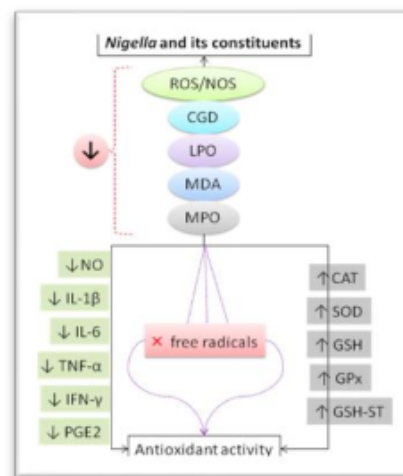 Nigella and its constituents
ROS/NOS
CGD
LPO
MDA
MPO
↓
↓ NO
↓ IL-1β
↓ IL-6
↓ TNF-α
↓ IFN-γ
↓ PGE2
× free radicals
↑ CAT
↑ SOD
↑ GSH
↑ GPx
↑ GSH-ST
Antioxidant activity